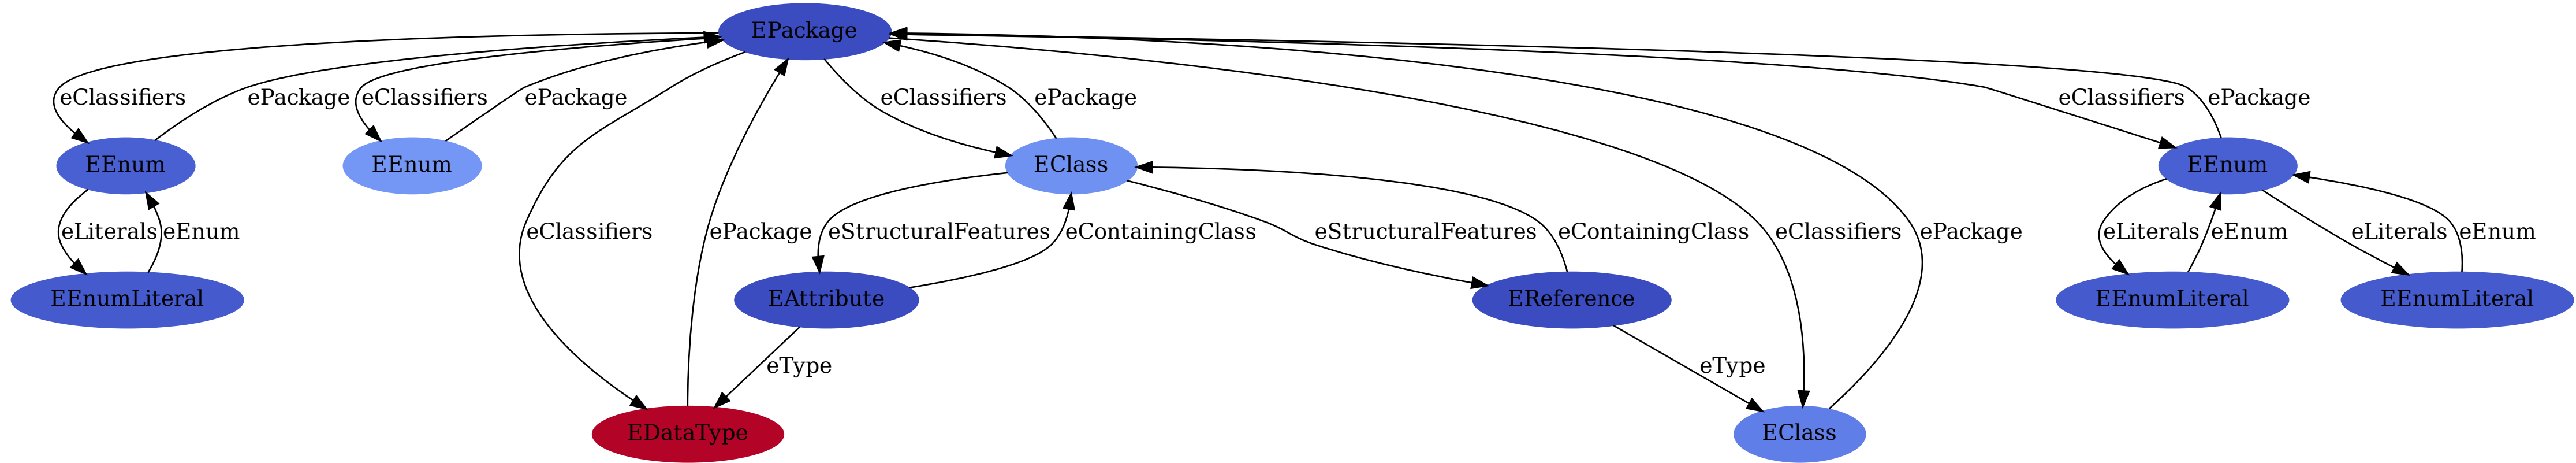 EPackage
eClassifiers
ePackage
eClassifiers
ePackage
eClassifiers
ePackage
eClassifiers
ePackage
EEnum
EEnum
EClass
EEnum
eLiterals
eEnum
eClassifiers
ePackage
eStructuralFeatures
eContainingClass
eStructuralFeatures
eContainingClass
eClassifiers
ePackage
eLiterals
eEnum
eLiterals
eEnum
EEnumLiteral
EAttribute
EReference
EEnumLiteral
EEnumLiteral
eType
eType
EDataType
EClass